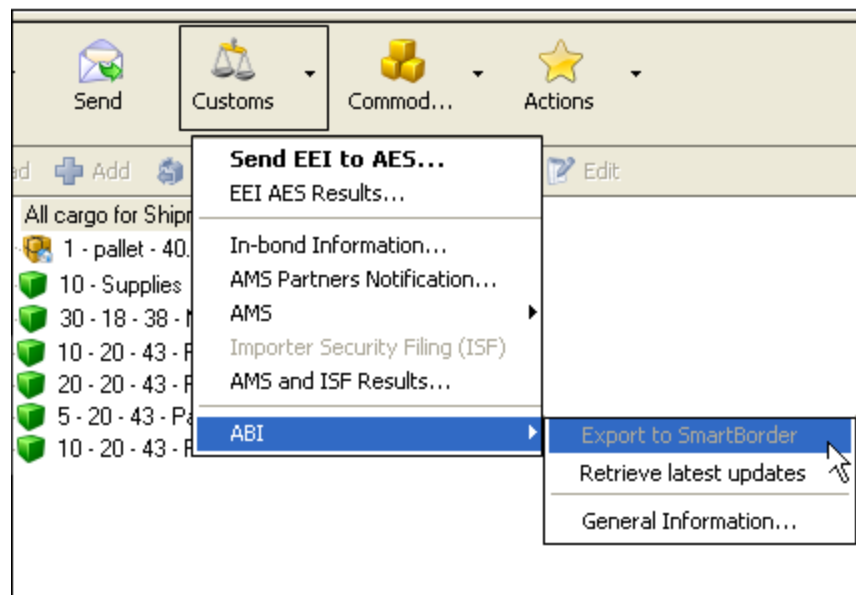 Send
Customs
Commod...
Actions
Add
Edit
Send EEI to AES...
EEI AES Results...
In-bond Information...
AMS Partners Notification...
AMS
Importer Security Filing (ISF)
AMS and ISF Results...
ABI
Export to SmartBorder
Retrieve latest updates
General Information...
All cargo for Shipr
1 - pallet - 40.
10 - Supplies
30 - 18 - 38 -
10 - 20 - 43 -
20 - 20 - 43 -
5 - 20 - 43 - Pa
10 - 20 - 43 -